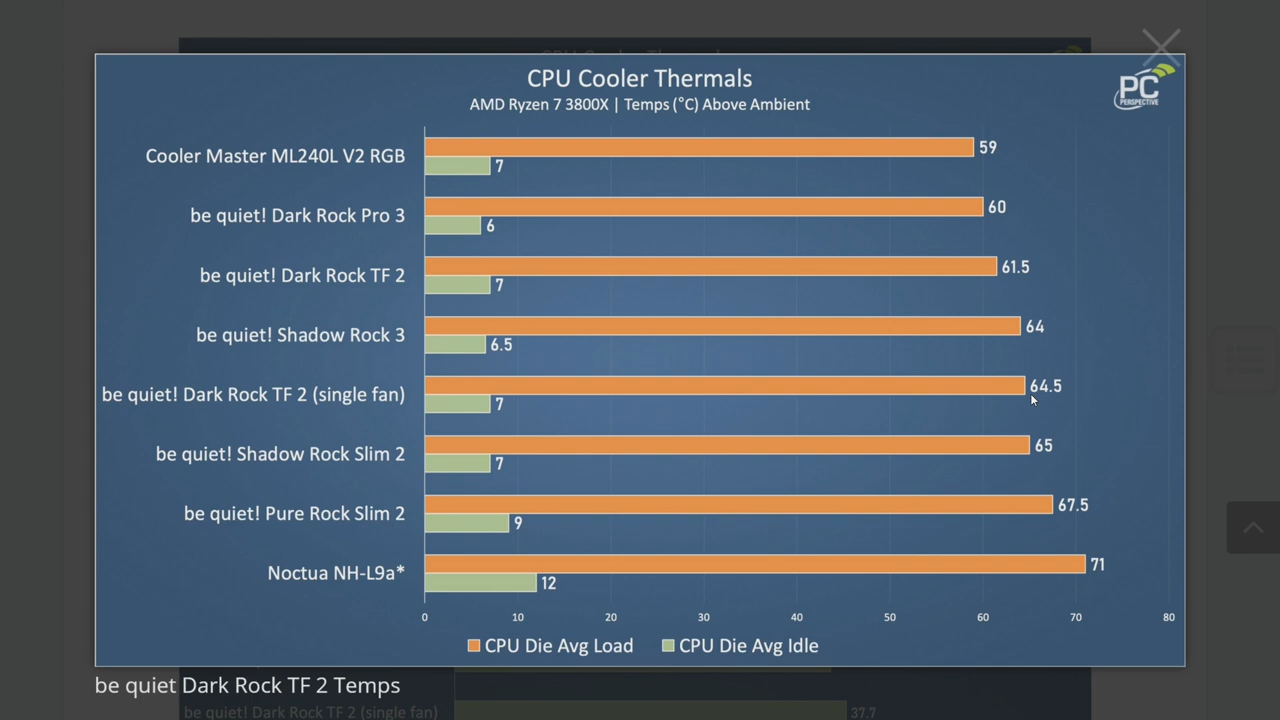 CPU Cooler Thermals
CPU Cooler Thermals
AMD Ryzen 7 3800X | Temps (°C) Above Ambient
PC
PERSPECTIVE
Cooler Master ML240L V2 RGB
59
7
be quiet! Dark Rock Pro 3
60
6
be quiet! Dark Rock TF 2
61.5
7
be quiet! Shadow Rock 3
64
6.5
be quiet! Dark Rock TF 2 (single fan)
64.5
7
be quiet! Shadow Rock Slim 2
65
7
be quiet! Pure Rock Slim 2
67.5
9
Noctua NH-L9a*
71
12
0 10 20 30 40 50 60 70 80
CPU Die Avg Load CPU Die Avg Idle
be quiet Dark Rock TF 2 Temps
be quiet! Dark Rock TF 2 (single fan) 37.7